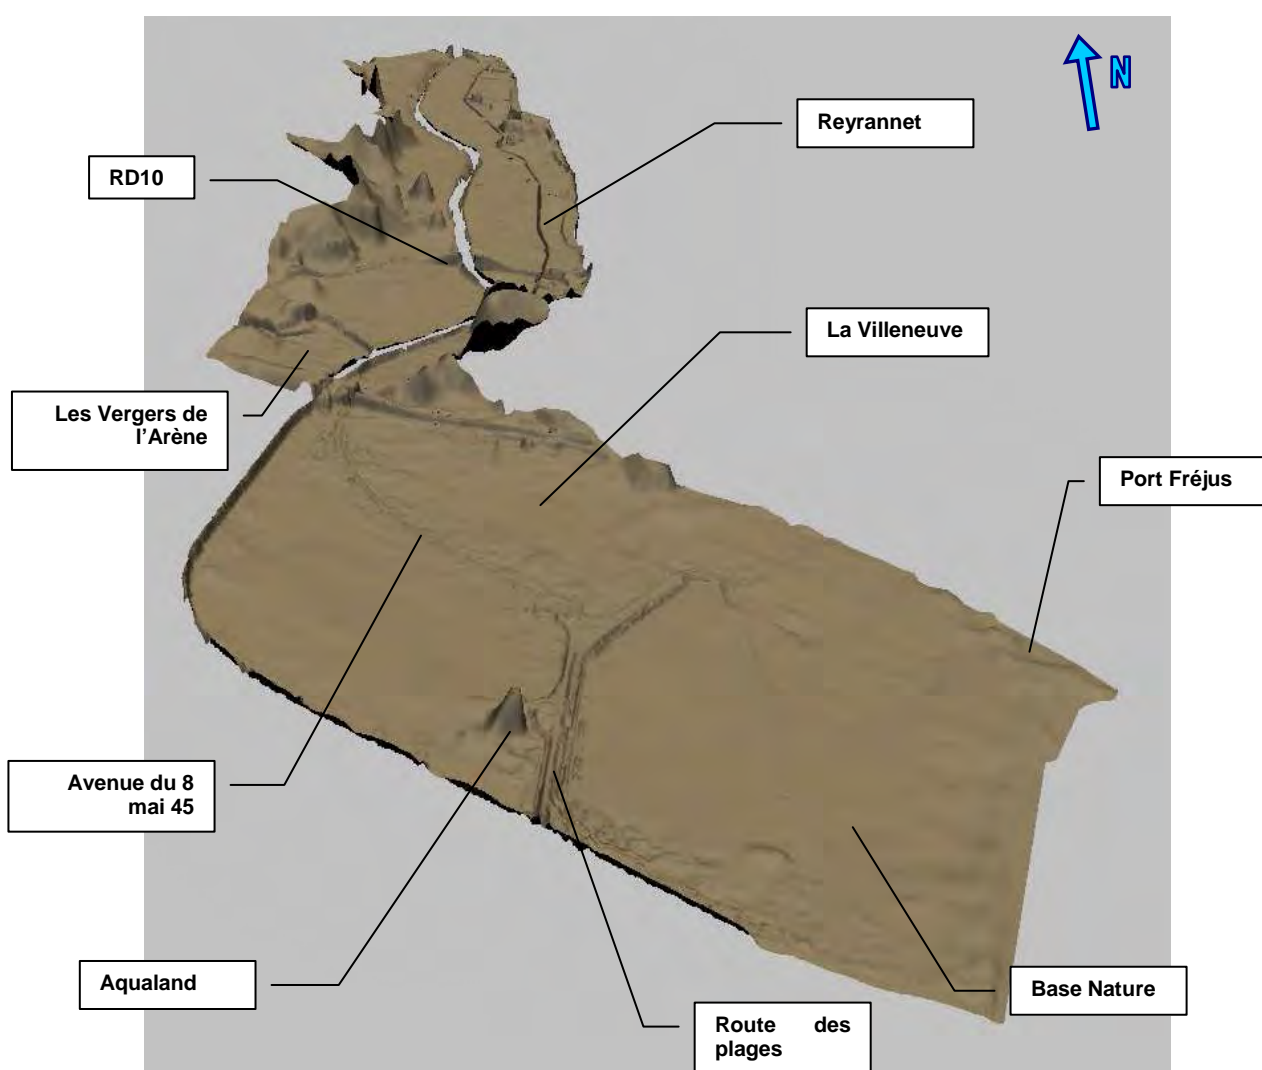 N
Reyrannet
RD10
La Villeneuve
Les Vergers de
l'Arène
Port Fréjus
Avenue du 8
mai 45
Aqualand
Base Nature
Route des
plages